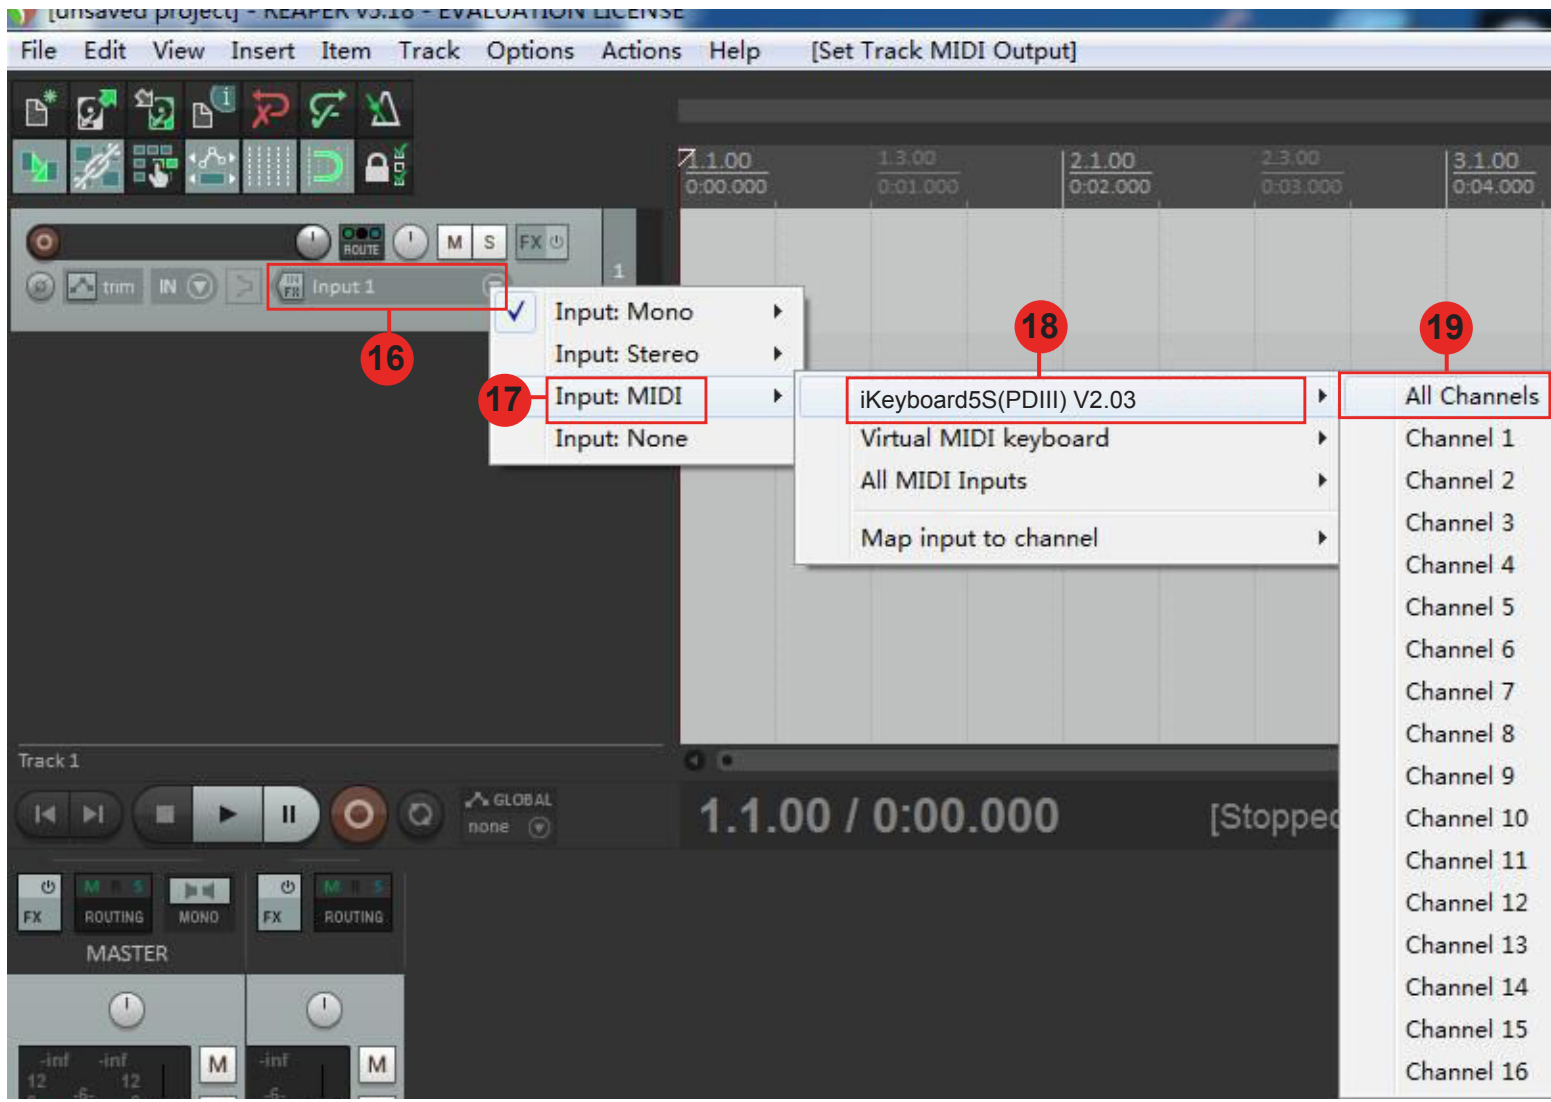 [unsaved project] - REAPER v5.18 - EVALUATION LICENSE
File Edit View Insert Item Track Options Actions Help [Set Track MIDI Output]
1.1.00 1.3.00 2.1.00 2.3.00 3.1.00
0:00.000 0:01.000 0:02.000 0:03.000 0:04.000
ROUTE M S FX
1
trim IN IN FX Input 1
16
Input: Mono
Input: Stereo
17 Input: MIDI
Input: None
18
iKeyboard5S(PDIII) V2.03
Virtual MIDI keyboard
All MIDI Inputs
Map input to channel
19
All Channels
Channel 1
Channel 2
Channel 3
Channel 4
Channel 5
Channel 6
Channel 7
Channel 8
Channel 9
Channel 10
Channel 11
Channel 12
Channel 13
Channel 14
Channel 15
Channel 16
Track 1
GLOBAL
none
1.1.00 / 0:00.000 [Stopped
M R S M R S
FX ROUTING MONO FX ROUTING
MASTER
-inf -inf M -inf M
12 12
-6- -6-